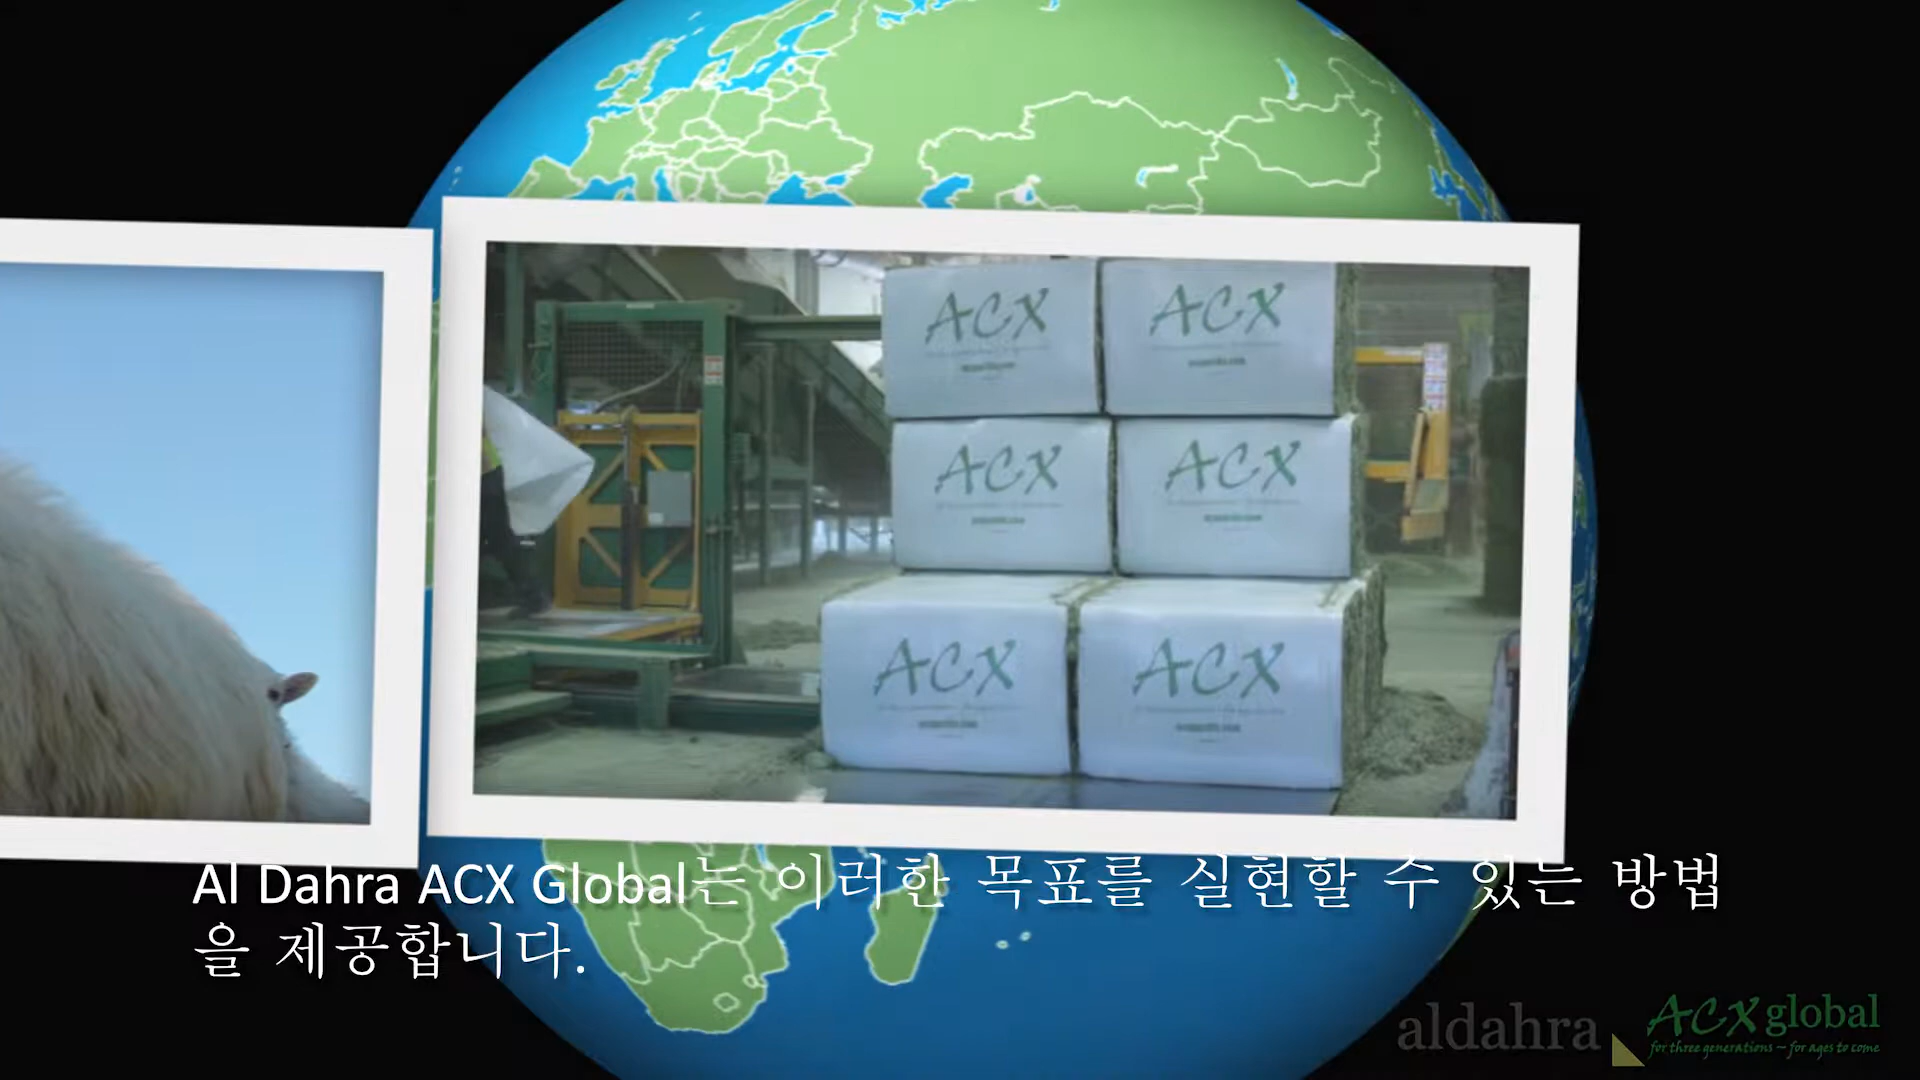 ACX
ACX
ACX
ACX
ACX
ACX
Al Dahra ACX Global는 이러한 목표를 실현할 수 있는 방법
을 제공합니다.
aldahra
ACX global
for three generations ~ for ages to come